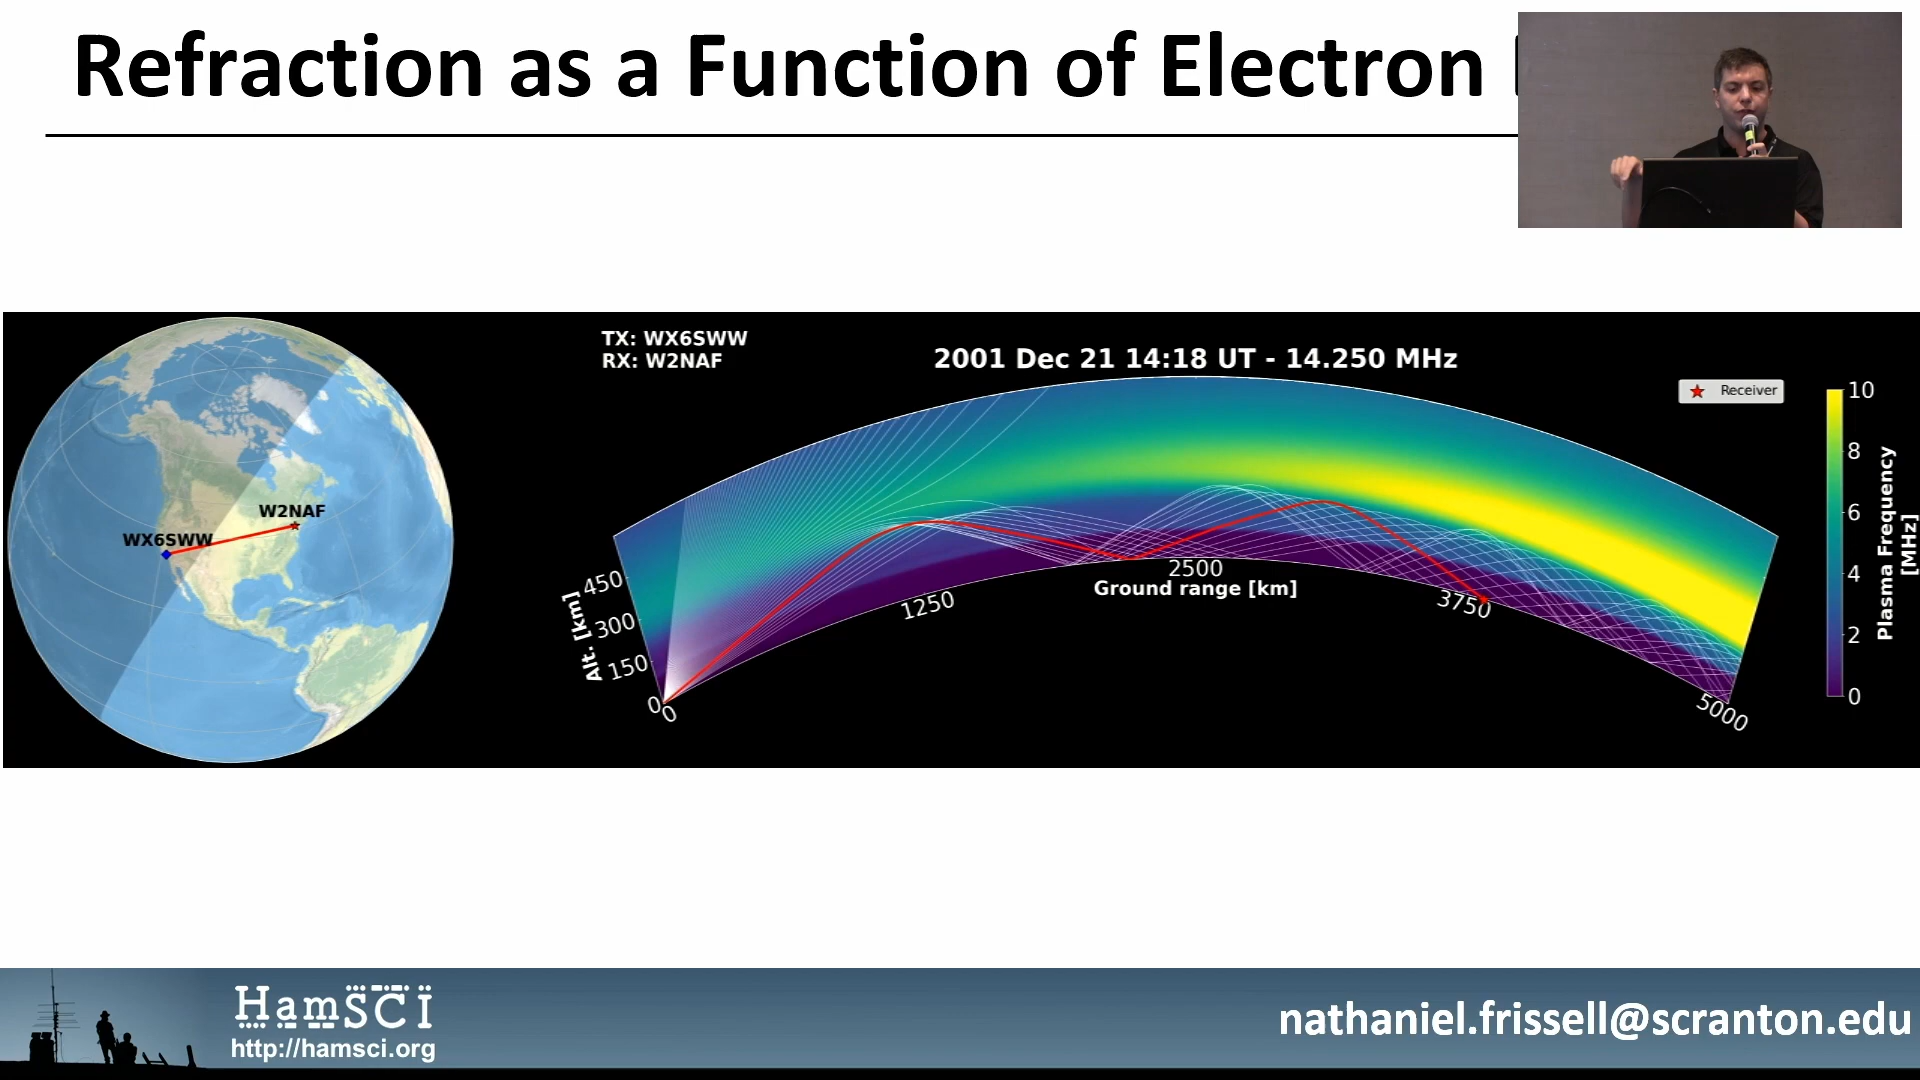 Refraction as a Function of Electron
TX: WX6SWW
RX: W2NAF
2001 Dec 21 14:18 UT - 14.250 MHz
Receiver
W2NAF
WX6SWW
Alt. [km]
450
300
150
0
0
1250
2500
3750
5000
Ground range [km]
10
8
6
4
2
0
Plasma Frequency
[MHz]
HamSCI
http://hamsci.org
nathaniel.frissell@scranton.edu